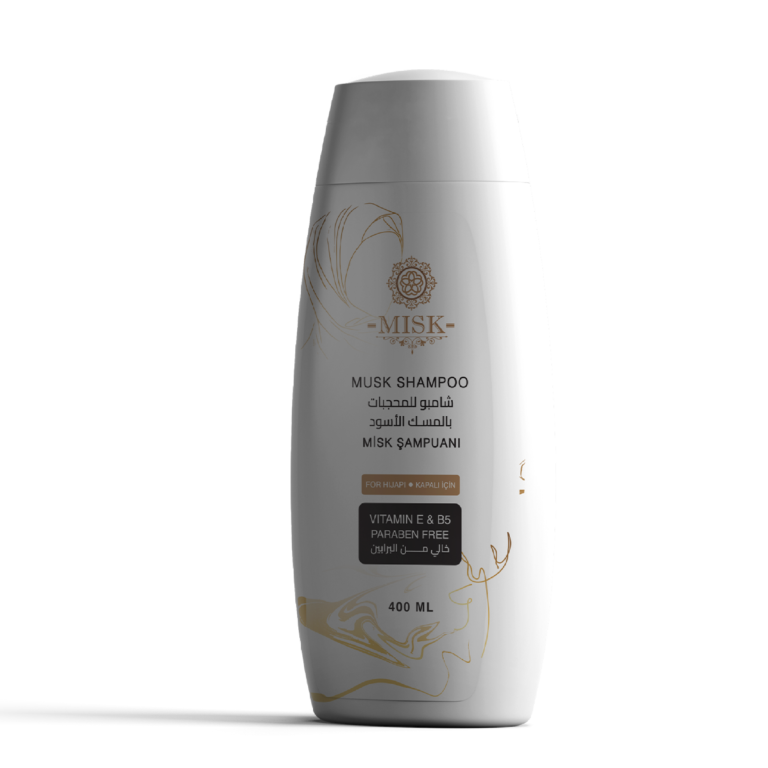 MISK
MUSK SHAMPOO
شامبو للمحجبات
بالمسك الأسود
MİSK ŞAMPUANI
FOR HIJAPI • KAPALI İÇİN
VITAMIN E & B5
PARABEN FREE
خالي مــن البرابين
400 ML